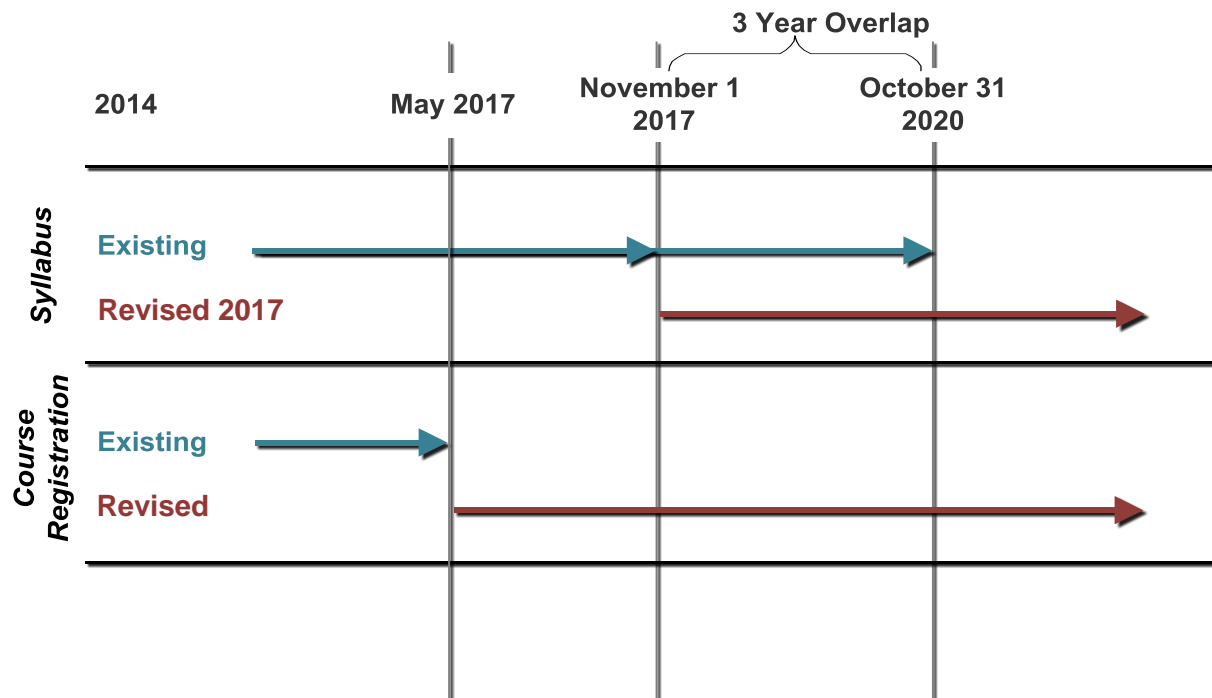 3 Year Overlap
2014
May 2017
November 1
2017
October 31
2020
Syllabus
Existing
Revised 2017
Course
Registration
Existing
Revised